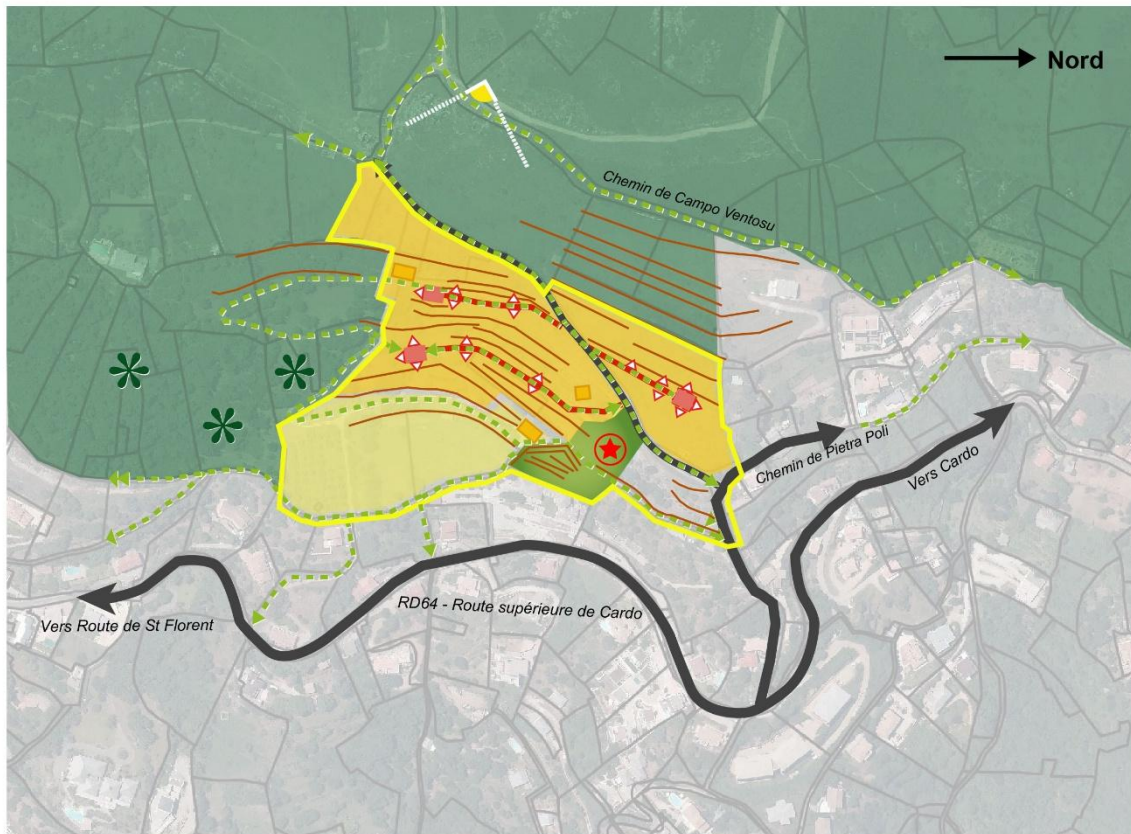 Nord
Chemin de Campo Ventosu
Chemin de Pietra Poli
Vers Cardo
RD64 - Route supérieure de Cardo
Vers Route de St Florent